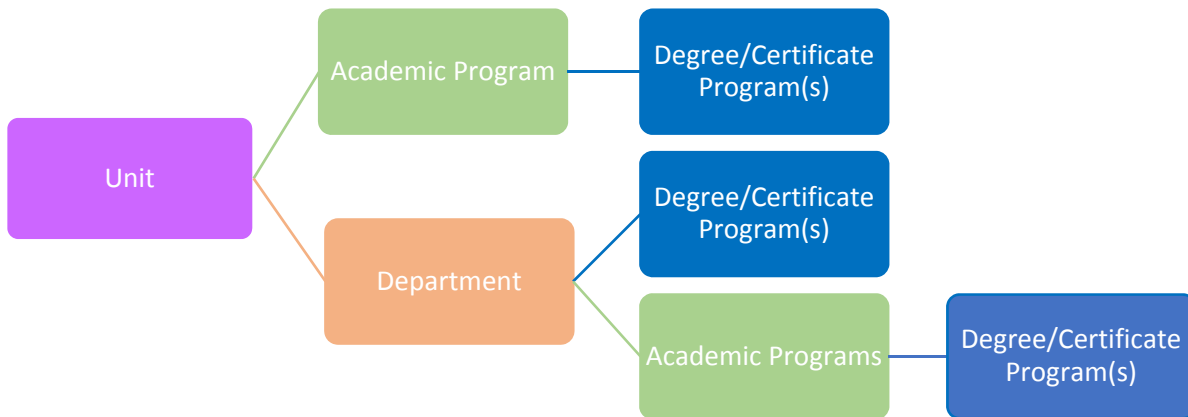 Unit
Academic Program
Degree/Certificate
Program(s)
Department
Degree/Certificate
Program(s)
Academic Programs
Degree/Certificate
Program(s)